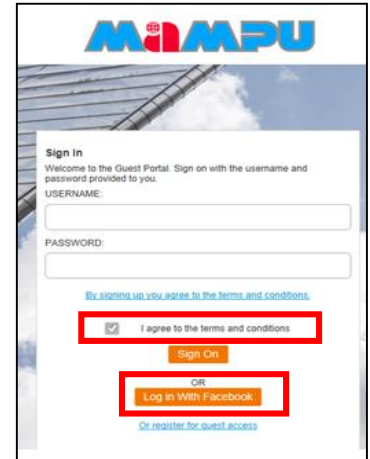 MAMPU
Sign In
Welcome to the Guest Portal. Sign on with the username and
password provided to you.
USERNAME:
PASSWORD:
By signing up you agree to the terms and conditions.
I agree to the terms and conditions
Sign On
OR
Log in With Facebook
Or register for guest access